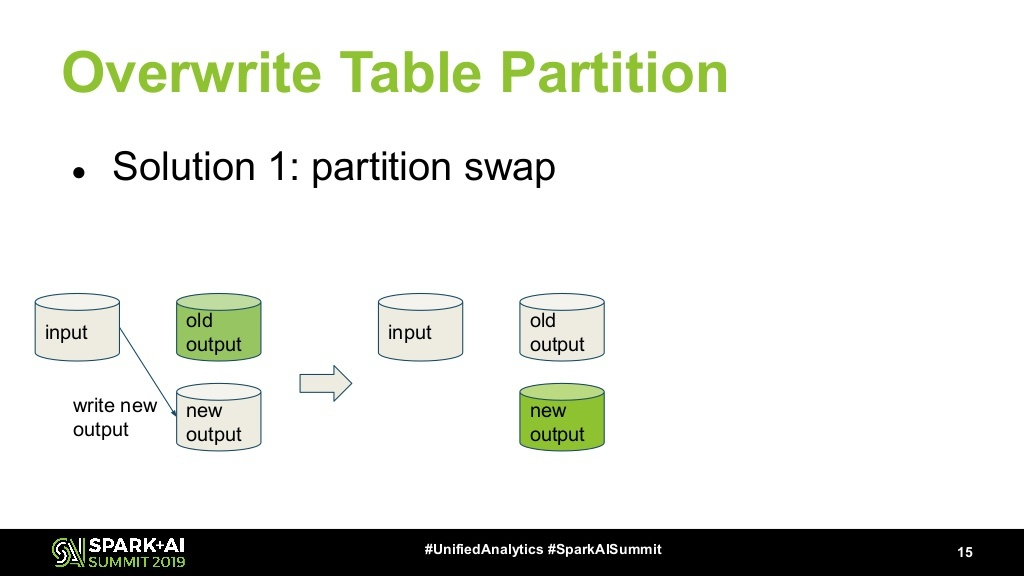 Overwrite Table Partition
● Solution 1: partition swap
input
old
output
write new
output
new
output
input
old
output
new
output
SPARK+AI
SUMMIT 2019
#UnifiedAnalytics #SparkAISummit
15